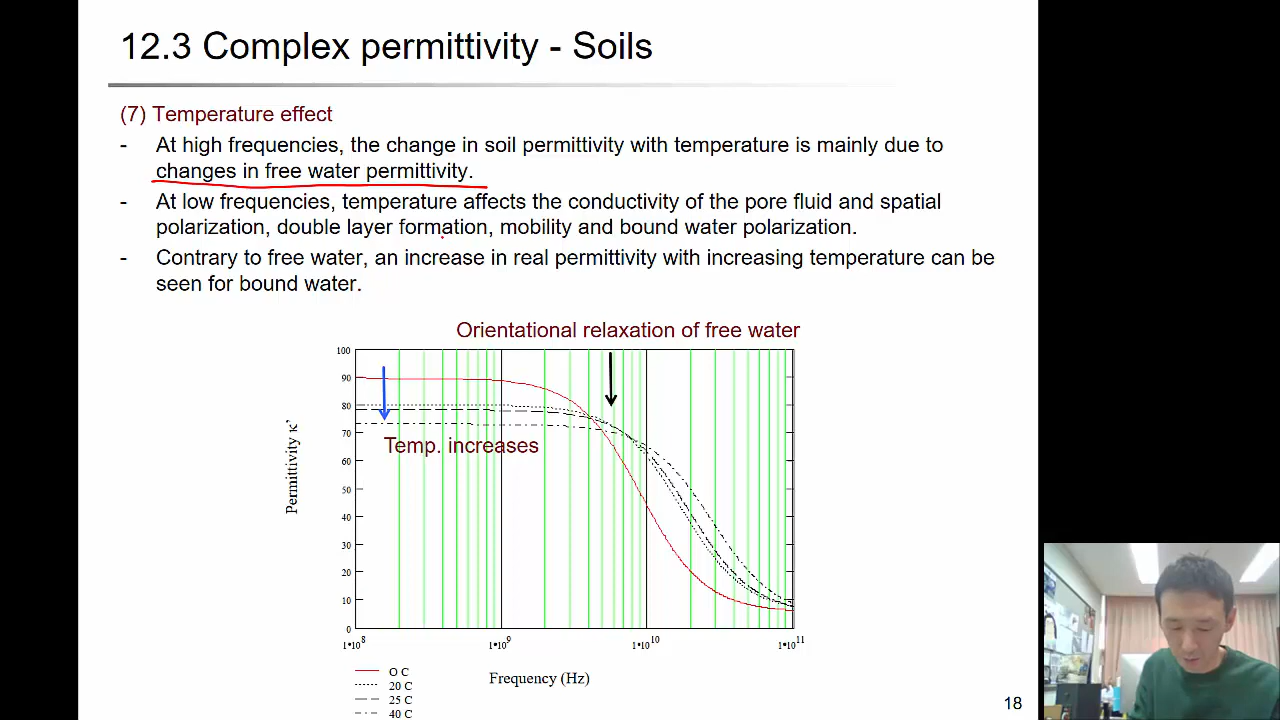 12.3 Complex permittivity - Soils
(7) Temperature effect
- At high frequencies, the change in soil permittivity with temperature is mainly due to
changes in free water permittivity.
- At low frequencies, temperature affects the conductivity of the pore fluid and spatial
polarization, double layer formation, mobility and bound water polarization.
- Contrary to free water, an increase in real permittivity with increasing temperature can be
seen for bound water.
Orientational relaxation of free water
100
90
80
70
60
50
40
30
20
10
0
Permittivity κ'
Temp. increases
1•10^8 1•10^9 1•10^10 1•10^11
Frequency (Hz)
O C
20 C
25 C
40 C
18